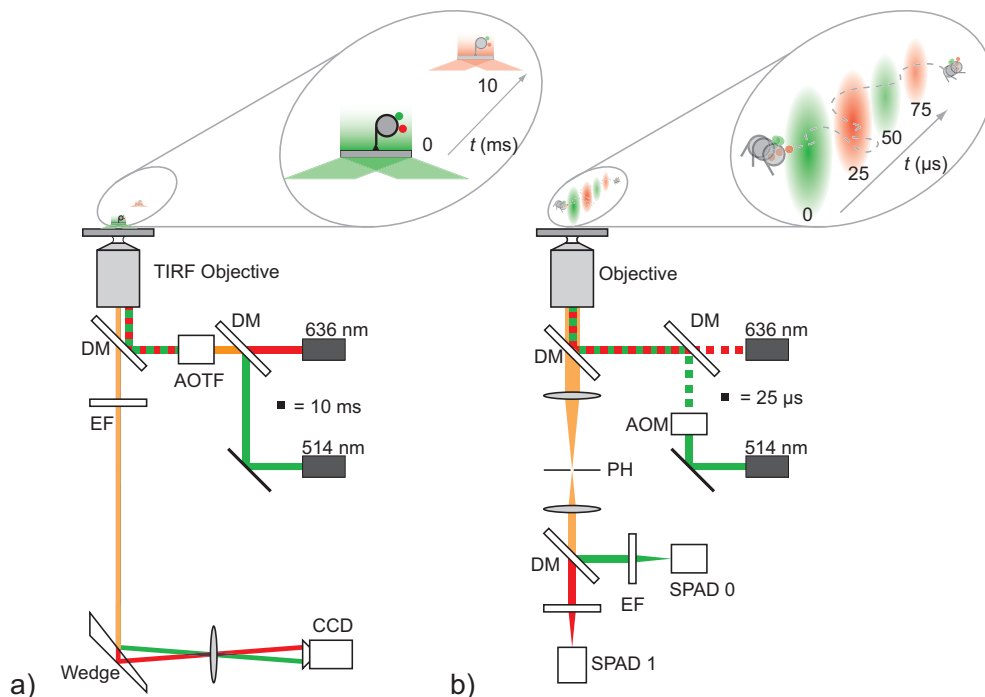 10
0
t (ms)
TIRF Objective
DM
DM
636 nm
AOTF
EF
= 10 ms
514 nm
CCD
Wedge
a)
75
50
25
0
t (µs)
Objective
DM
DM
636 nm
= 25 µs
AOM
514 nm
PH
DM
EF
SPAD 0
SPAD 1
b)